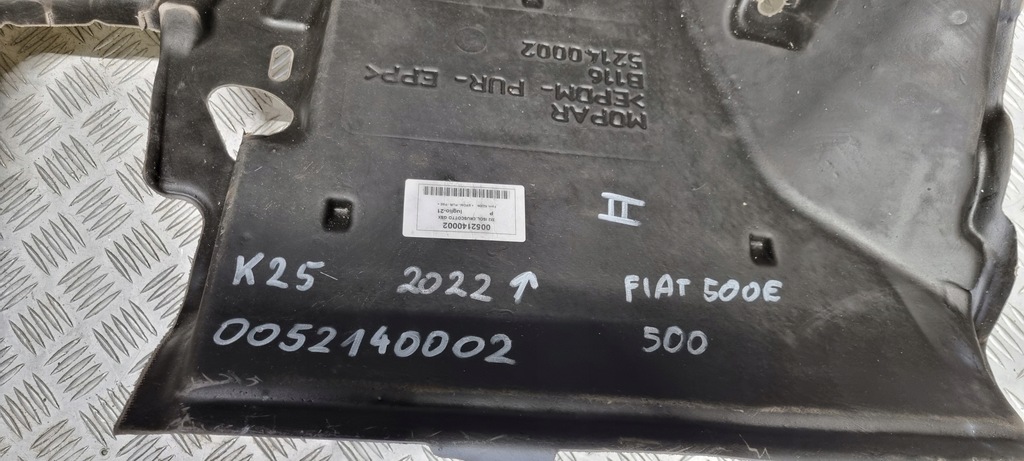 MOPAR
>EPDM- PUR- EPP<
B116
52140002
0052140002
luglio-21
P
II
K25 2022 ↑ FIAT 500E
0052140002 500